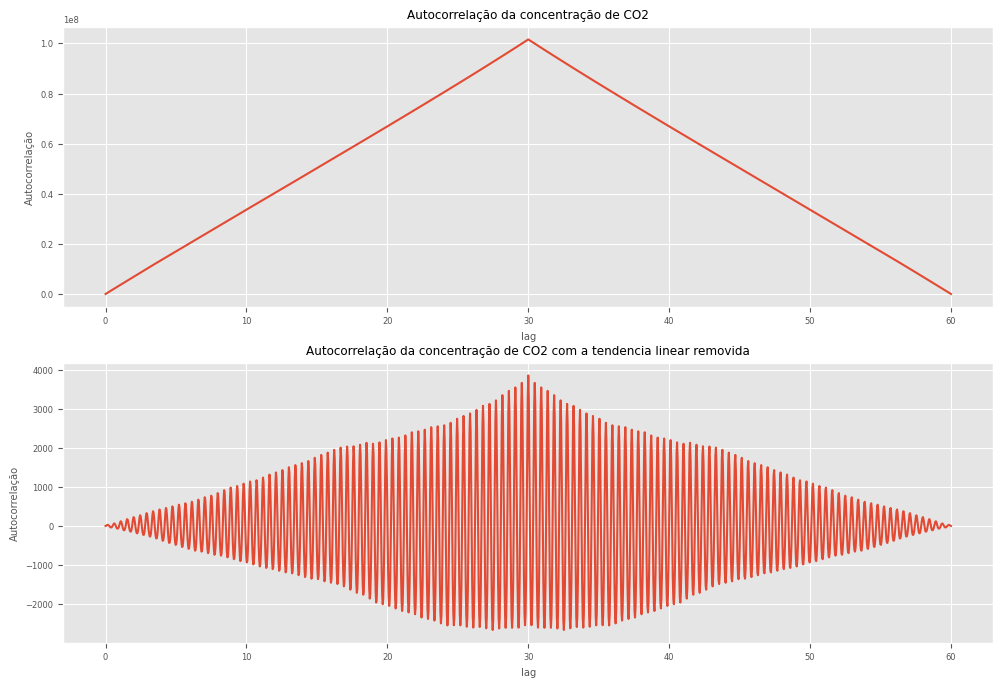 Autocorrelação da concentração de CO2
1e8
1.0
0.8
0.6
0.4
0.2
0.0
Autocorrelação
0 10 20 30 40 50 60
lag
Autocorrelação da concentração de CO2 com a tendencia linear removida
4000
3000
2000
1000
0
−1000
−2000
Autocorrelação
0 10 20 30 40 50 60
lag